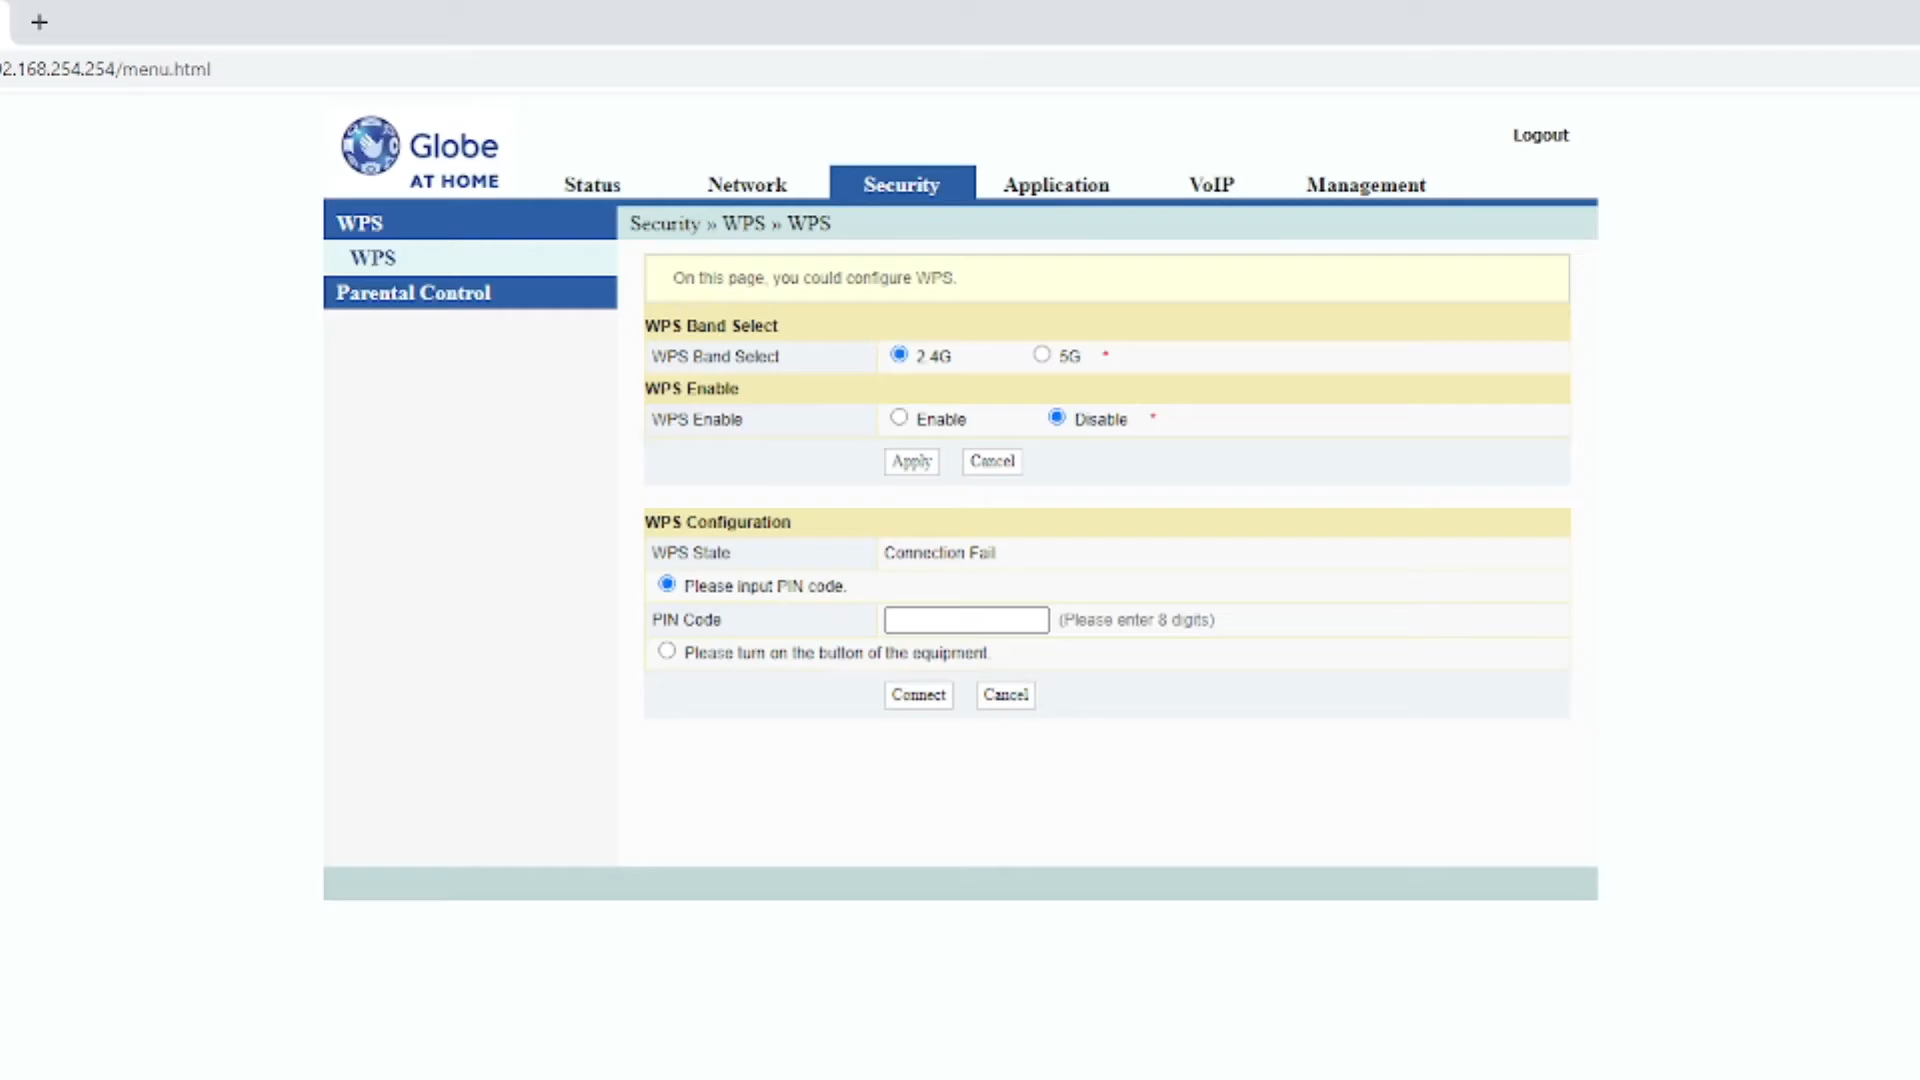 +
92.168.254.254/menu.html
Globe
AT HOME
Logout
Status Network Security Application VoIP Management
WPS
Security » WPS » WPS
WPS
Parental Control
On this page, you could configure WPS.
WPS Band Select
WPS Band Select 2.4G 5G *
WPS Enable
WPS Enable Enable Disable *
Apply Cancel
WPS Configuration
WPS State Connection Fail
Please input PIN code.
PIN Code (Please enter 8 digits)
Please turn on the button of the equipment.
Connect Cancel